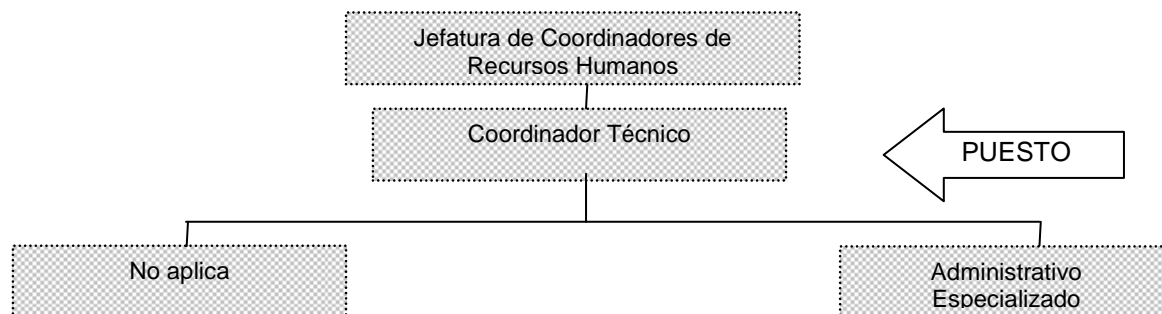 Jefatura de Coordinadores de
Recursos Humanos
Coordinador Técnico
PUESTO
No aplica
Administrativo
Especializado